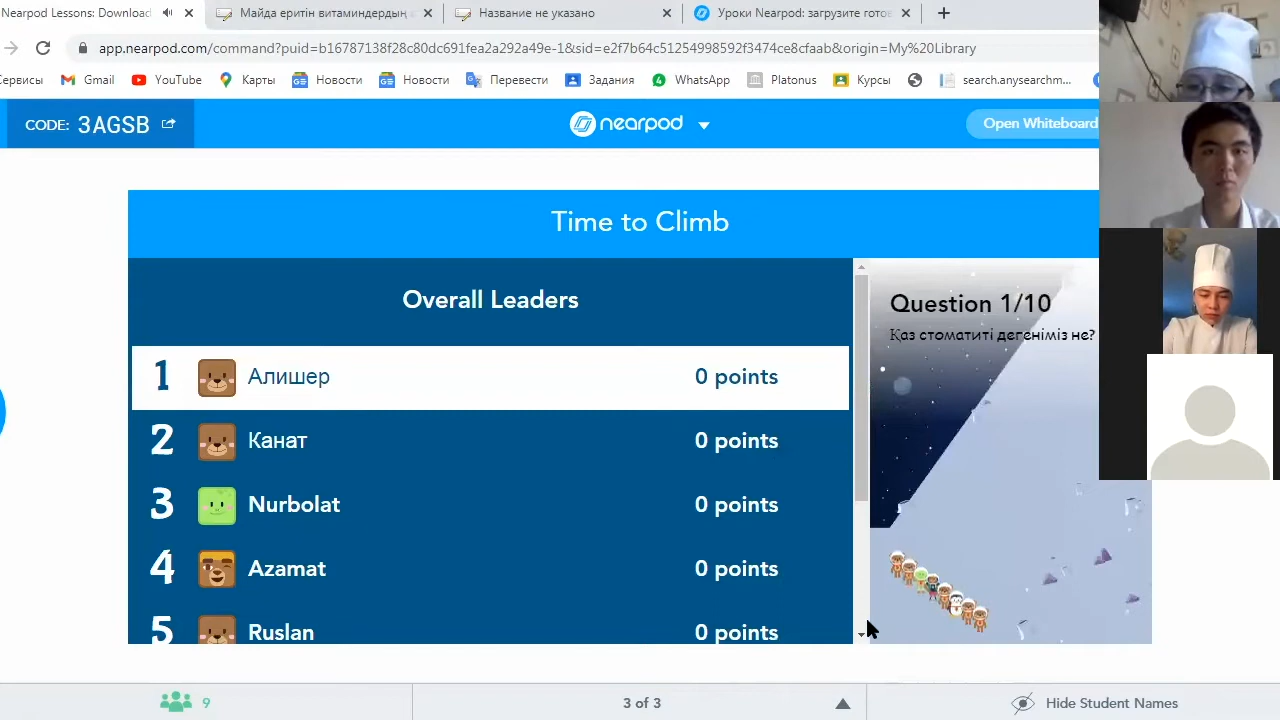 Nearpod Lessons: Download
Майда еритін витаминдердың
Название не указано
Уроки Nearpod: загрузите гото
app.nearpod.com/command?puid=b16787138f28c80dc691fea2a292a49e-1&sid=e2f7b64c51254938592f5474ce8cfaab&origin=My%20Library
Сервисы
Gmail
YouTube
Карты
Новости
Новости
Перевести
Задания
WhatsApp
Platonus
Курсы
searchanysearchm...
CODE: 3AGSB
nearpod
Open Whiteboard
Time to Climb
Overall Leaders
1 Алишер 0 points
2 Канат 0 points
3 Nurbolat 0 points
4 Azamat 0 points
5 Ruslan 0 points
Question 1/10
Қаз стоматиті дегеніміз не?
9
3 of 3
Hide Student Names